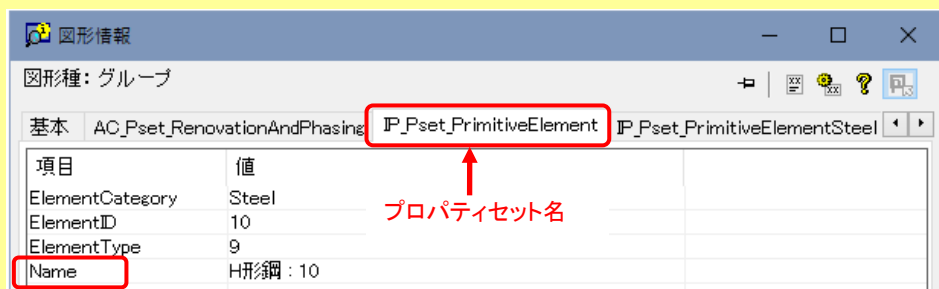 図形情報
図形種：グループ
基本 AC_Pset_RenovationAndPhasing IP_Pset_PrimitiveElement IP_Pset_PrimitiveElementSteel
項目 値
ElementCategory Steel
ElementID 10
ElementType 9
Name H形鋼：10
プロパティセット名